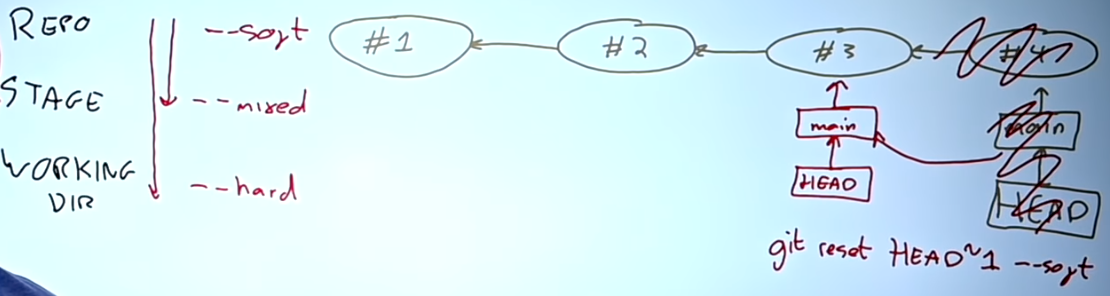 REPO
--soft
STAGE
--mixed
WORKING
DIR
--hard
#1
#2
#3
#4
main
main
HEAD
HEAD
git reset HEAD~1 --soft